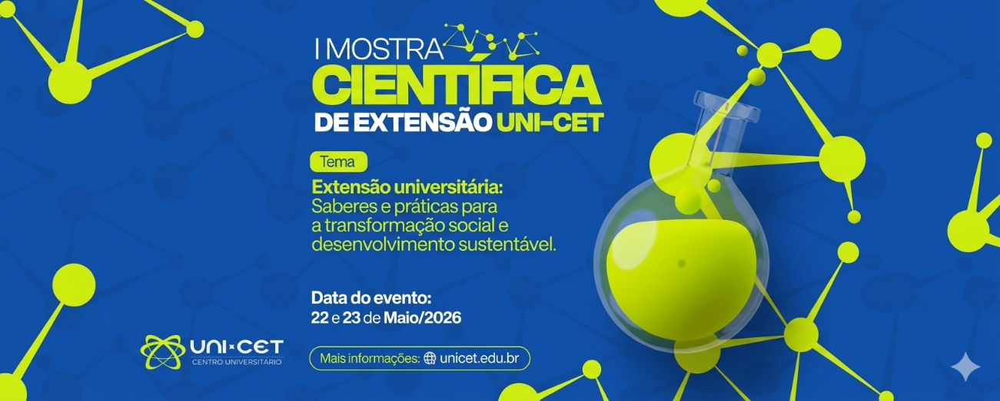 I MOSTRA
CIENTÍFICA
DE EXTENSÃO UNI-CET
Tema
Extensão universitária:
Saberes e práticas para
a transformação social e
desenvolvimento sustentável.
Data do evento:
22 e 23 de Maio/2026
Mais informações: unicet.edu.br
UNI-CET
CENTRO UNIVERSITÁRIO